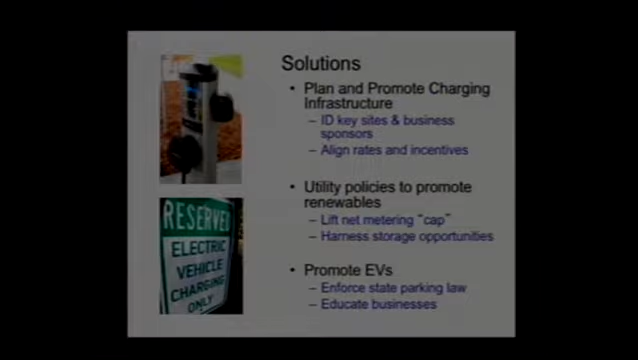 Solutions
• Plan and Promote Charging
Infrastructure
– ID key sites & business
sponsors
– Align rates and incentives
• Utility policies to promote
renewables
– Lift net metering “cap”
– Harness storage opportunities
• Promote EVs
– Enforce state parking law
– Educate businesses
RESERVED
ELECTRIC
VEHICLE
CHARGING
ONLY